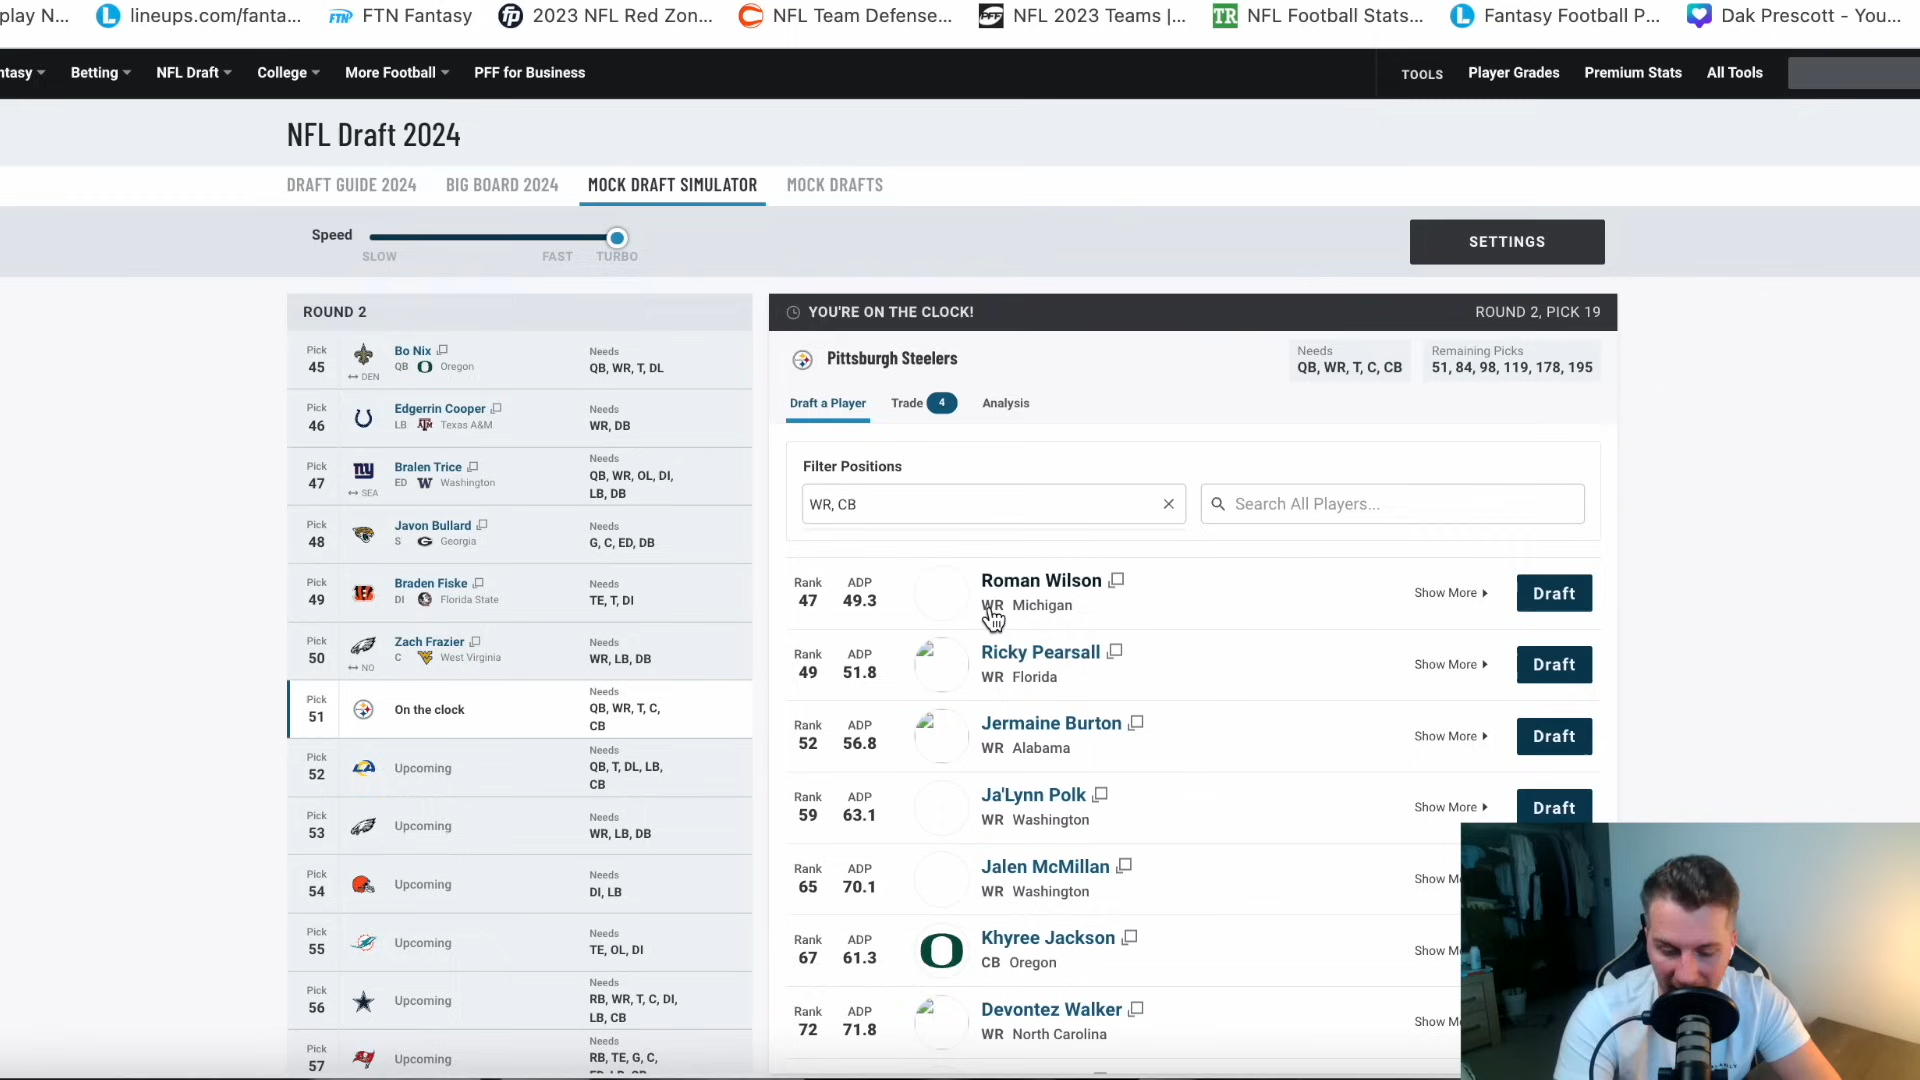 play N...
lineups.com/fanta...
FTN Fantasy
2023 NFL Red Zon...
NFL Team Defense...
NFL 2023 Teams |...
NFL Football Stats...
Fantasy Football P...
Dak Prescott - You...
ntasy
Betting
NFL Draft
College
More Football
PFF for Business
TOOLS
Player Grades
Premium Stats
All Tools
NFL Draft 2024
DRAFT GUIDE 2024
BIG BOARD 2024
MOCK DRAFT SIMULATOR
MOCK DRAFTS
Speed
SLOW
FAST
TURBO
SETTINGS
ROUND 2
Pick 45
↔ DEN
Bo Nix
QB Oregon
Needs
QB, WR, T, DL
Pick 46
Edgerrin Cooper
LB Texas A&M
Needs
WR, DB
Pick 47
↔ SEA
Bralen Trice
ED Washington
Needs
QB, WR, OL, DI,
LB, DB
Pick 48
Javon Bullard
S Georgia
Needs
G, C, ED, DB
Pick 49
Braden Fiske
DI Florida State
Needs
TE, T, DI
Pick 50
↔ NO
Zach Frazier
C West Virginia
Needs
WR, LB, DB
Pick 51
On the clock
Needs
QB, WR, T, C,
CB
Pick 52
Upcoming
Needs
QB, T, DL, LB,
CB
Pick 53
Upcoming
Needs
WR, LB, DB
Pick 54
Upcoming
Needs
DI, LB
Pick 55
Upcoming
Needs
TE, OL, DI
Pick 56
Upcoming
Needs
RB, WR, T, C, DI,
LB, CB
Pick 57
Upcoming
Needs
RB, TE, G, C,
YOU'RE ON THE CLOCK!
ROUND 2, PICK 19
Pittsburgh Steelers
Needs
QB, WR, T, C, CB
Remaining Picks
51, 84, 98, 119, 178, 195
Draft a Player
Trade 4
Analysis
Filter Positions
WR, CB
Search All Players...
Rank 47
ADP 49.3
Roman Wilson
WR Michigan
Show More
Draft
Rank 49
ADP 51.8
Ricky Pearsall
WR Florida
Show More
Draft
Rank 52
ADP 56.8
Jermaine Burton
WR Alabama
Show More
Draft
Rank 59
ADP 63.1
Ja'Lynn Polk
WR Washington
Show More
Draft
Rank 65
ADP 70.1
Jalen McMillan
WR Washington
Show Mo
Rank 67
ADP 61.3
Khyree Jackson
CB Oregon
Show Mo
Rank 72
ADP 71.8
Devontez Walker
WR North Carolina
Show Mo